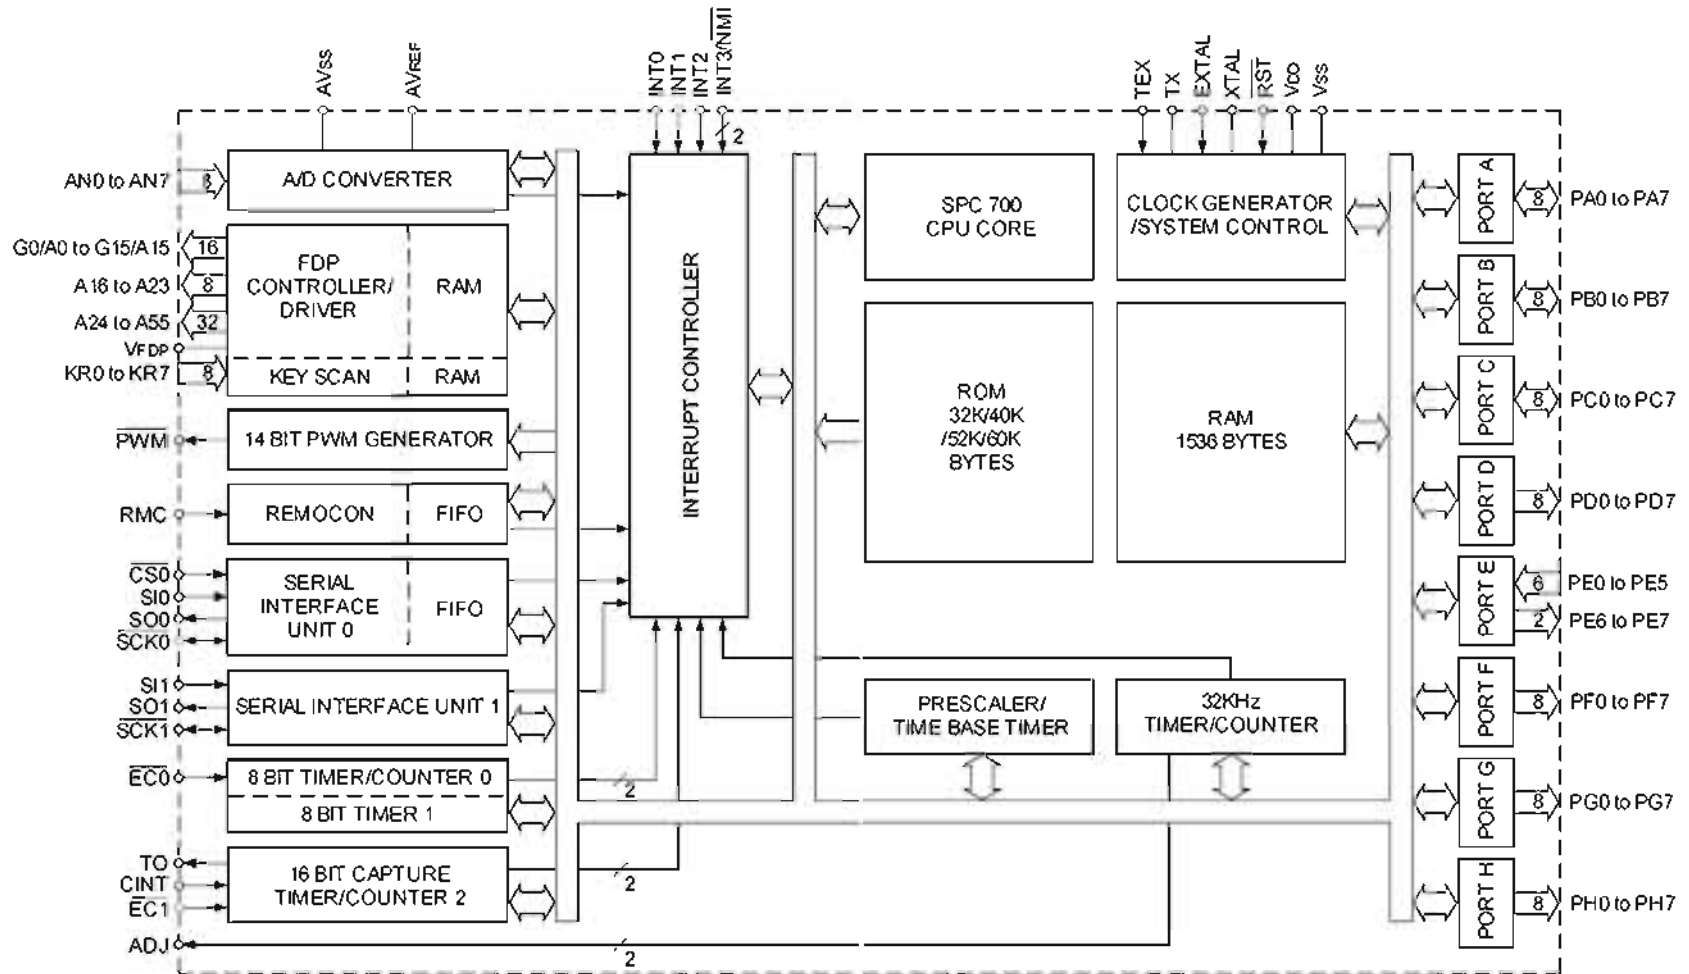 AVSS
AVREF
INT0
INT1
INT2
INT3/NMI
2
TEX
TX
EXTAL
XTAL
RST
VDD
VSS
AN0 to AN7
8
A/D CONVERTER
G0/A0 to G15/A15
16
A16 to A23
8
A24 to A55
32
VFDP
KR0 to KR7
8
FDP
CONTROLLER/
DRIVER
RAM
KEY SCAN
RAM
PWM
14 BIT PWM GENERATOR
RMC
REMOCON
FIFO
CS0
SI0
SO0
SCK0
SERIAL
INTERFACE
UNIT 0
FIFO
SI1
SO1
SCK1
SERIAL INTERFACE UNIT 1
EC0
8 BIT TIMER/COUNTER 0
8 BIT TIMER 1
2
TO
CINT
EC1
16 BIT CAPTURE
TIMER/COUNTER 2
2
ADJ
2
INTERRUPT CONTROLLER
SPC 700
CPU CORE
CLOCK GENERATOR
/SYSTEM CONTROL
ROM
32K/40K
/52K/60K
BYTES
RAM
1536 BYTES
PRESCALER/
TIME BASE TIMER
32KHz
TIMER/COUNTER
PORT A
8
PA0 to PA7
PORT B
8
PB0 to PB7
PORT C
8
PC0 to PC7
PORT D
8
PD0 to PD7
PORT E
6
PE0 to PE5
2
PE6 to PE7
PORT F
8
PF0 to PF7
PORT G
8
PG0 to PG7
PORT H
8
PH0 to PH7